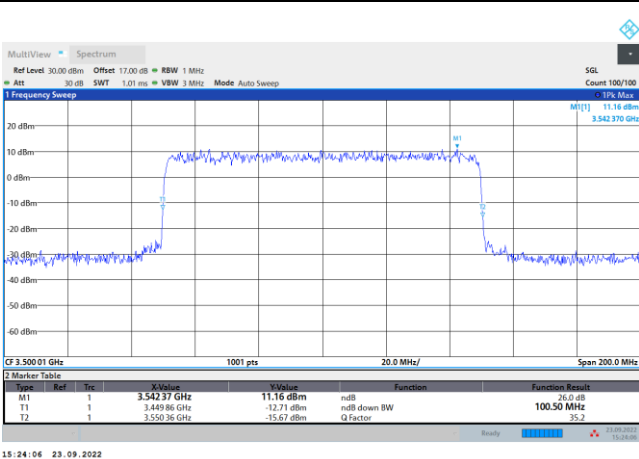 MultiView Spectrum
Ref Level 30.00 dBm Offset 17.00 dB RBW 1 MHz SGL
Att 30 dB SWT 1.01 ms VBW 3 MHz Mode Auto Sweep Count 100/100
1 Frequency Sweep 1Pk Max
M1[1] 11.16 dBm
3.542 370 GHz
20 dBm
M1
10 dBm
0 dBm
T1
-10 dBm
T2
-20 dBm
-30 dBm
-40 dBm
-50 dBm
-60 dBm
CF 3.500 01 GHz 1001 pts 20.0 MHz/ Span 200.0 MHz
2 Marker Table
Type Ref Trc X-Value Y-Value Function Function Result
M1 1 3.542 37 GHz 11.16 dBm ndB 26.0 dB
T1 1 3.449 86 GHz -12.71 dBm ndB down BW 100.50 MHz
T2 1 3.550 36 GHz -15.67 dBm Q Factor 35.2
Ready 23.09.2022
15:24:06
15:24:06 23.09.2022